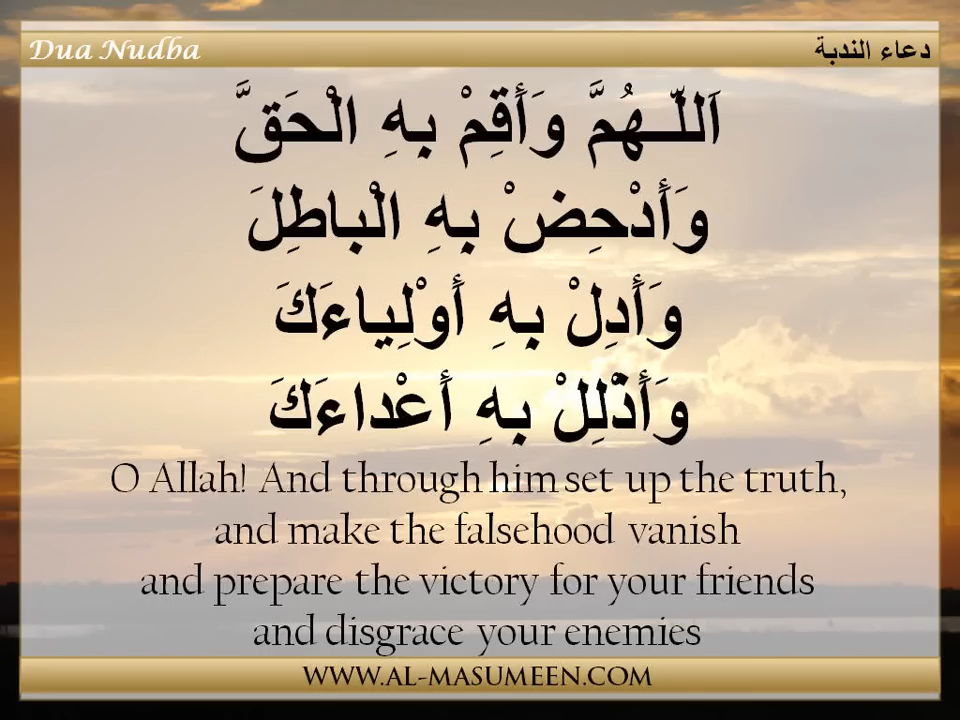 Dua Nudba
دعاء الندبة
اَللّـهُمَّ وَأَقِمْ بِهِ الْحَقَّ
وَأَدْحِضْ بِهِ الْباطِلَ
وَأَدِلْ بِهِ أَوْلِياءَكَ
وَأَذْلِلْ بِهِ أَعْداءَكَ
O Allah! And through him set up the truth,
and make the falsehood vanish
and prepare the victory for your friends
and disgrace your enemies
WWW.AL-MASUMEEN.COM